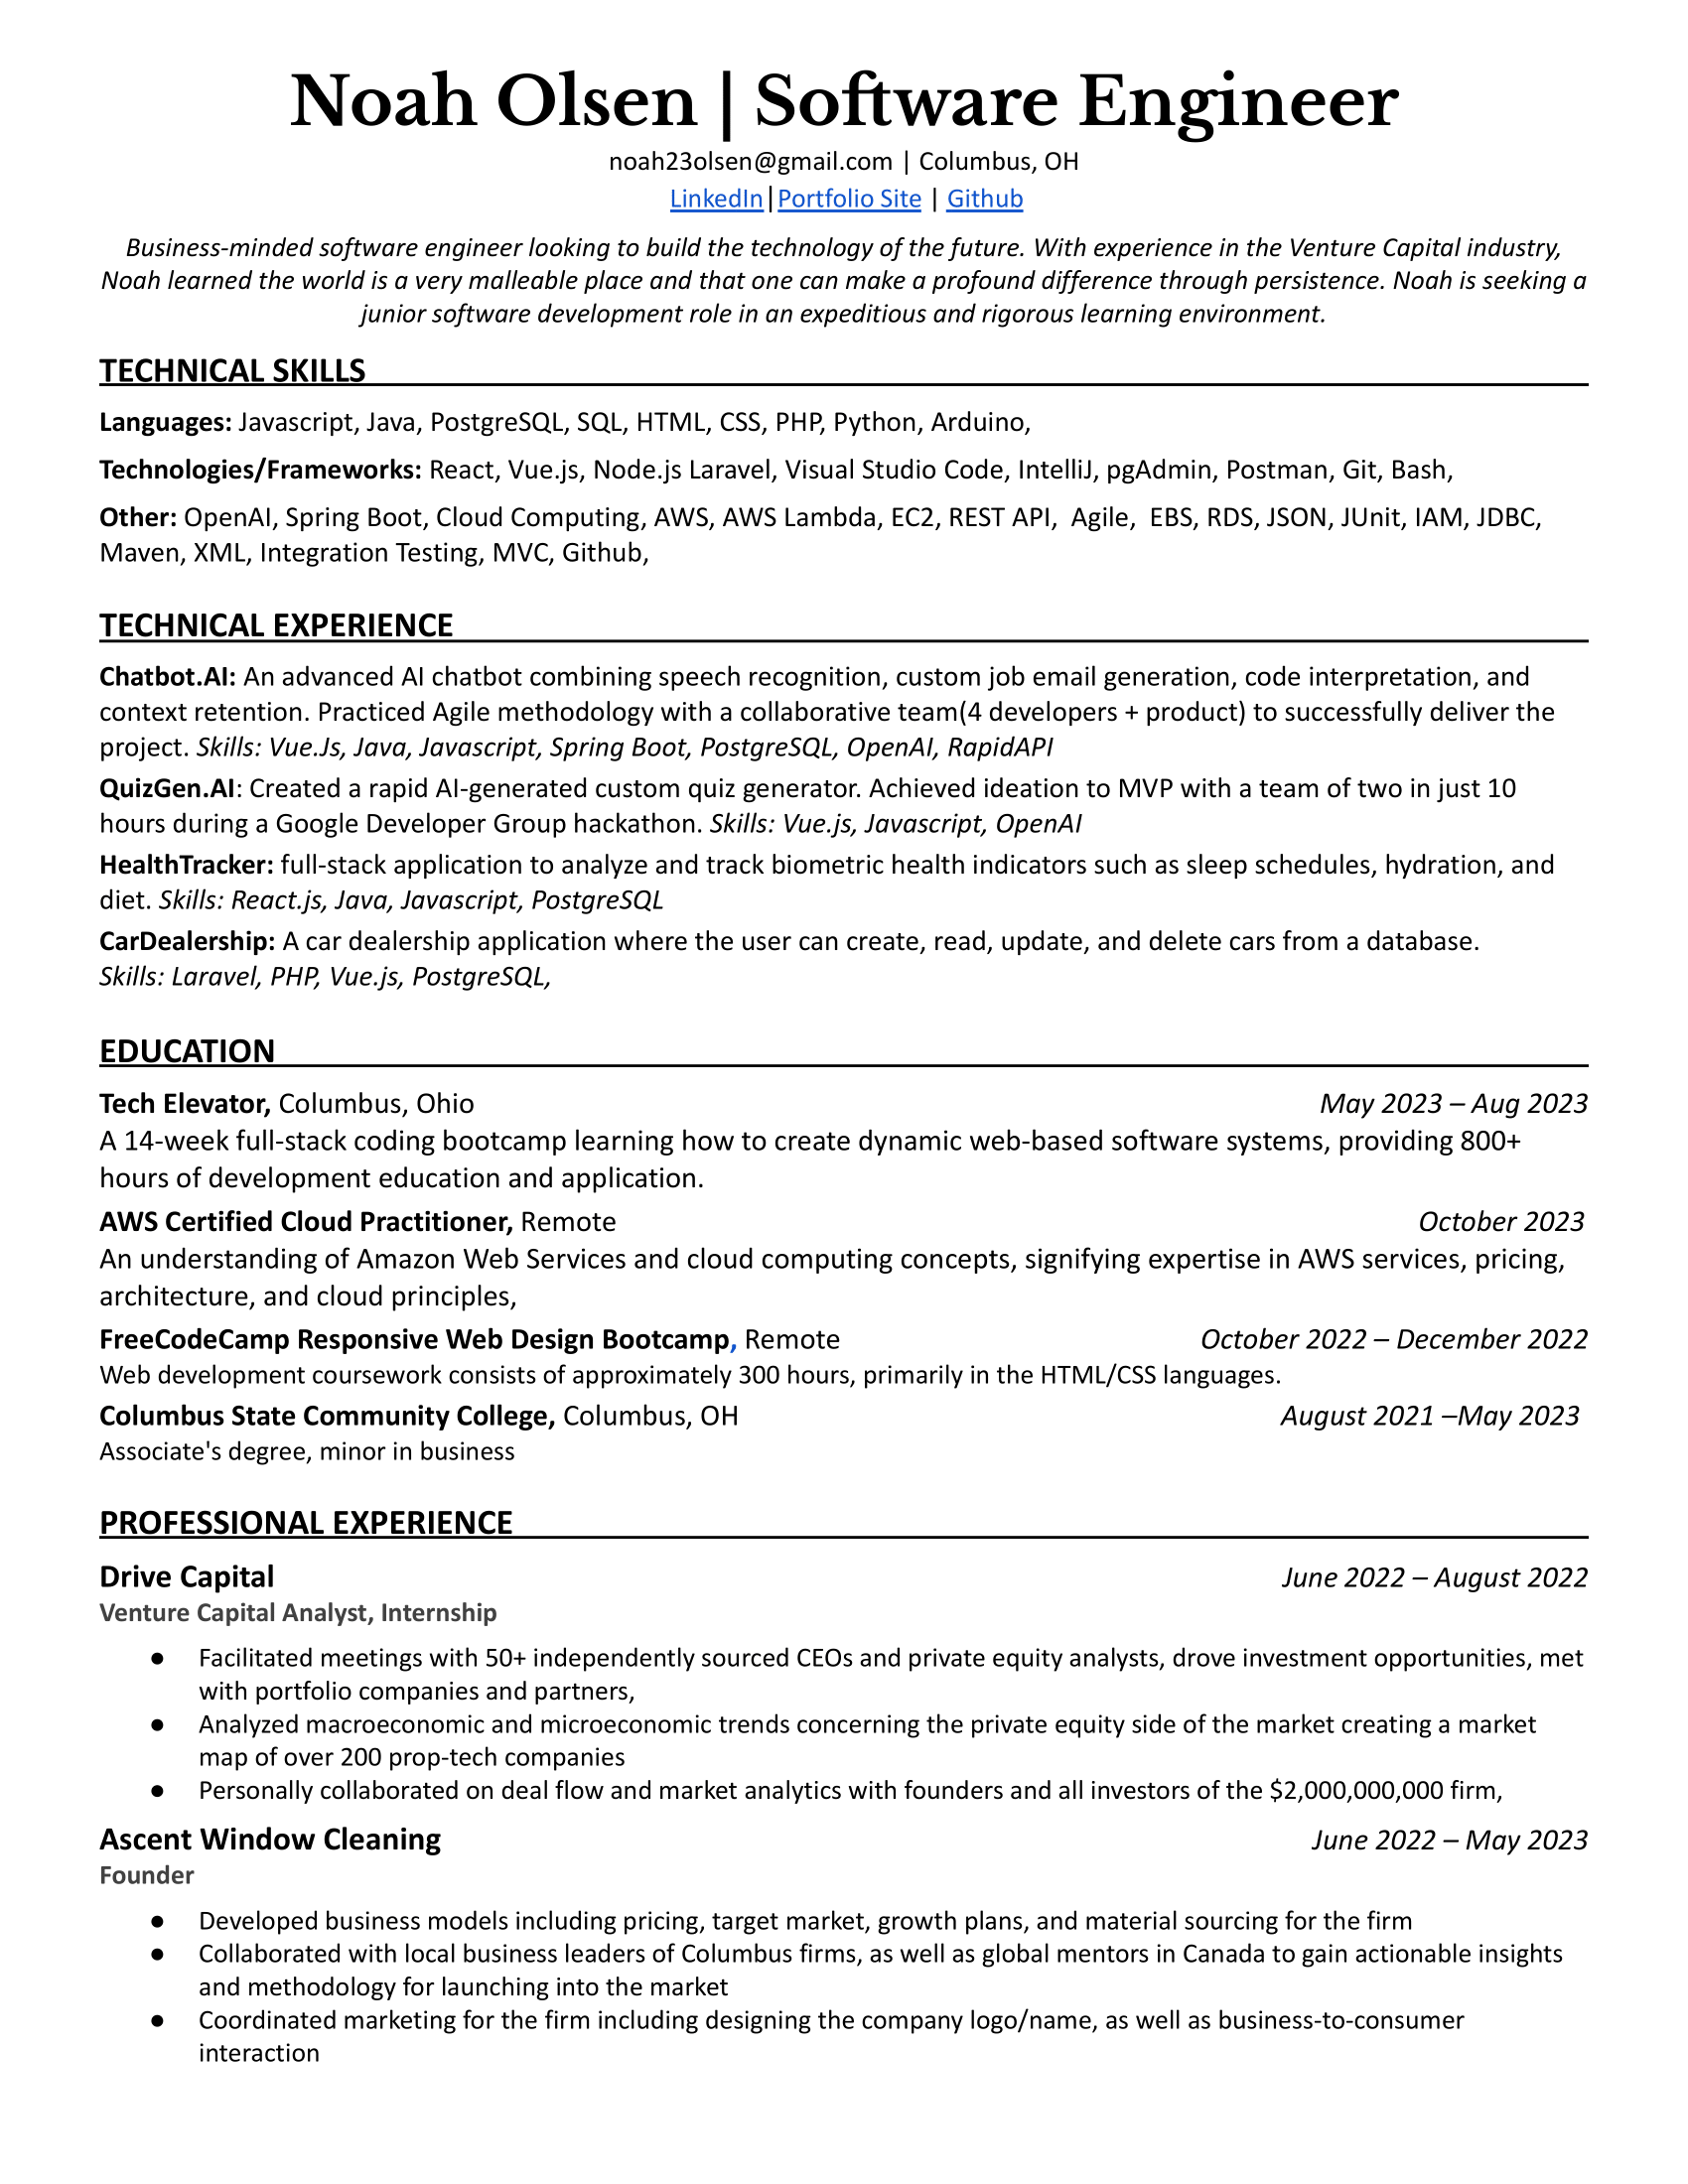 Noah Olsen | Software Engineer
noah23olsen@gmail.com | Columbus, OH
LinkedIn|Portfolio Site | Github
Business-minded software engineer looking to build the technology of the future. With experience in the Venture Capital industry,
Noah learned the world is a very malleable place and that one can make a profound difference through persistence. Noah is seeking a
junior software development role in an expeditious and rigorous learning environment.
TECHNICAL SKILLS
Languages: Javascript, Java, PostgreSQL, SQL, HTML, CSS, PHP, Python, Arduino,
Technologies/Frameworks: React, Vue.js, Node.js Laravel, Visual Studio Code, IntelliJ, pgAdmin, Postman, Git, Bash,
Other: OpenAI, Spring Boot, Cloud Computing, AWS, AWS Lambda, EC2, REST API,  Agile,  EBS, RDS, JSON, JUnit, IAM, JDBC,
Maven, XML, Integration Testing, MVC, Github,
TECHNICAL EXPERIENCE
Chatbot.AI: An advanced AI chatbot combining speech recognition, custom job email generation, code interpretation, and
context retention. Practiced Agile methodology with a collaborative team(4 developers + product) to successfully deliver the
project. Skills: Vue.Js, Java, Javascript, Spring Boot, PostgreSQL, OpenAI, RapidAPI
QuizGen.AI: Created a rapid AI-generated custom quiz generator. Achieved ideation to MVP with a team of two in just 10
hours during a Google Developer Group hackathon. Skills: Vue.js, Javascript, OpenAI
HealthTracker: full-stack application to analyze and track biometric health indicators such as sleep schedules, hydration, and
diet. Skills: React.js, Java, Javascript, PostgreSQL
CarDealership: A car dealership application where the user can create, read, update, and delete cars from a database.
Skills: Laravel, PHP, Vue.js, PostgreSQL,
EDUCATION
Tech Elevator, Columbus, Ohio May 2023 – Aug 2023
A 14-week full-stack coding bootcamp learning how to create dynamic web-based software systems, providing 800+
hours of development education and application.
AWS Certified Cloud Practitioner, Remote October 2023
An understanding of Amazon Web Services and cloud computing concepts, signifying expertise in AWS services, pricing,
architecture, and cloud principles,
FreeCodeCamp Responsive Web Design Bootcamp, Remote October 2022 – December 2022
Web development coursework consists of approximately 300 hours, primarily in the HTML/CSS languages.
Columbus State Community College, Columbus, OH August 2021 –May 2023
Associate's degree, minor in business
PROFESSIONAL EXPERIENCE
Drive Capital June 2022 – August 2022
Venture Capital Analyst, Internship
● Facilitated meetings with 50+ independently sourced CEOs and private equity analysts, drove investment opportunities, met
with portfolio companies and partners,
● Analyzed macroeconomic and microeconomic trends concerning the private equity side of the market creating a market
map of over 200 prop-tech companies
● Personally collaborated on deal flow and market analytics with founders and all investors of the $2,000,000,000 firm,
Ascent Window Cleaning June 2022 – May 2023
Founder
● Developed business models including pricing, target market, growth plans, and material sourcing for the firm
● Collaborated with local business leaders of Columbus firms, as well as global mentors in Canada to gain actionable insights
and methodology for launching into the market
● Coordinated marketing for the firm including designing the company logo/name, as well as business-to-consumer
interaction